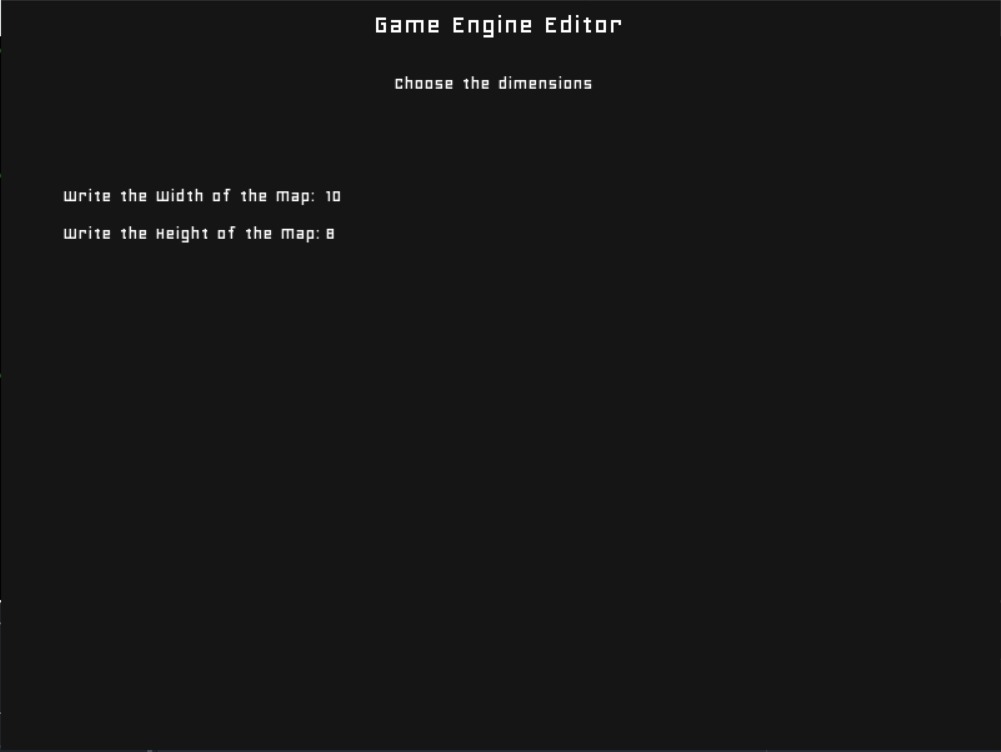 Game Engine Editor
Choose the dimensions
Write the Width of the Map: 10
Write the Height of the Map: 8